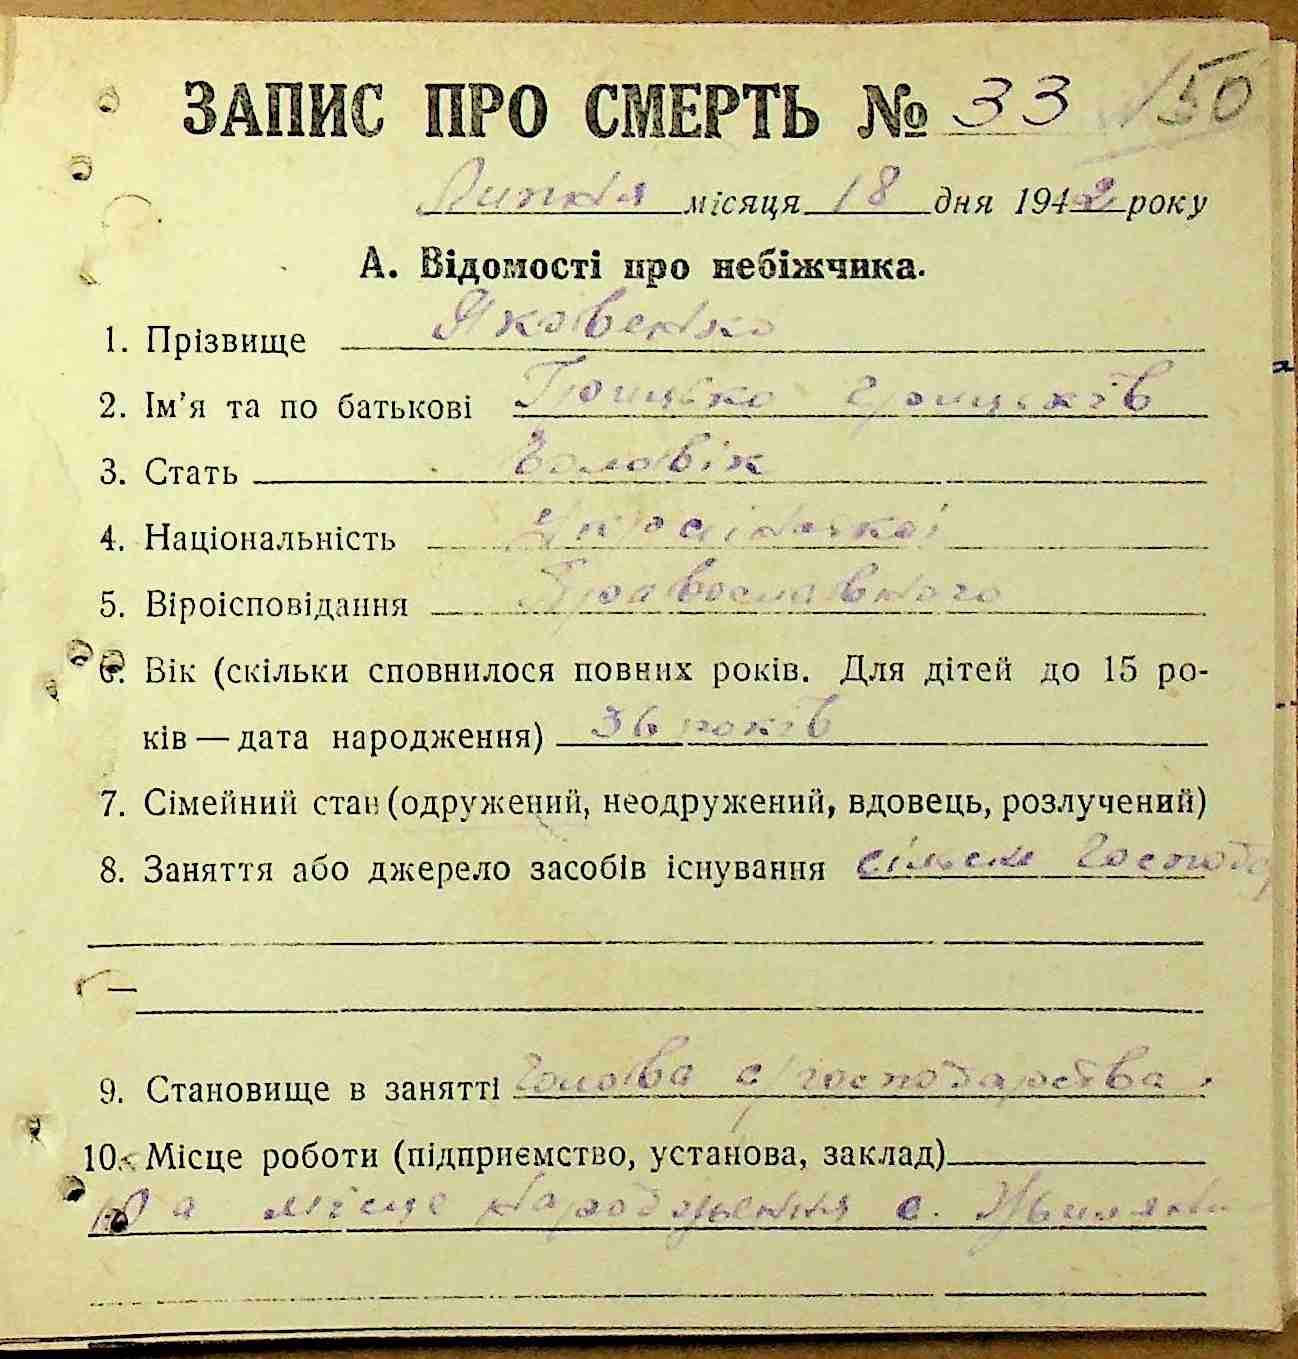 ЗАПИС ПРО СМЕРТЬ № 33 150
Липня місяця 18 дня 1942 року
А. Відомості про небіжчика.
1. Прізвище Яковенко
2. Ім'я та по батькові Грицько Грицьків
3. Стать Чоловік
4. Національність Української
5. Віроісповідання Православного
6. Вік (скільки сповнилося повних років. Для дітей до 15 ро-
ків — дата народження) 36 років
7. Сімейний стан (одружений, неодружений, вдовець, розлучений)
8. Заняття або джерело засобів існування сільск господар
9. Становище в занятті Голова с/господарства
10. Місце роботи (підприємство, установа, заклад)
На місце народження с. Жиляни